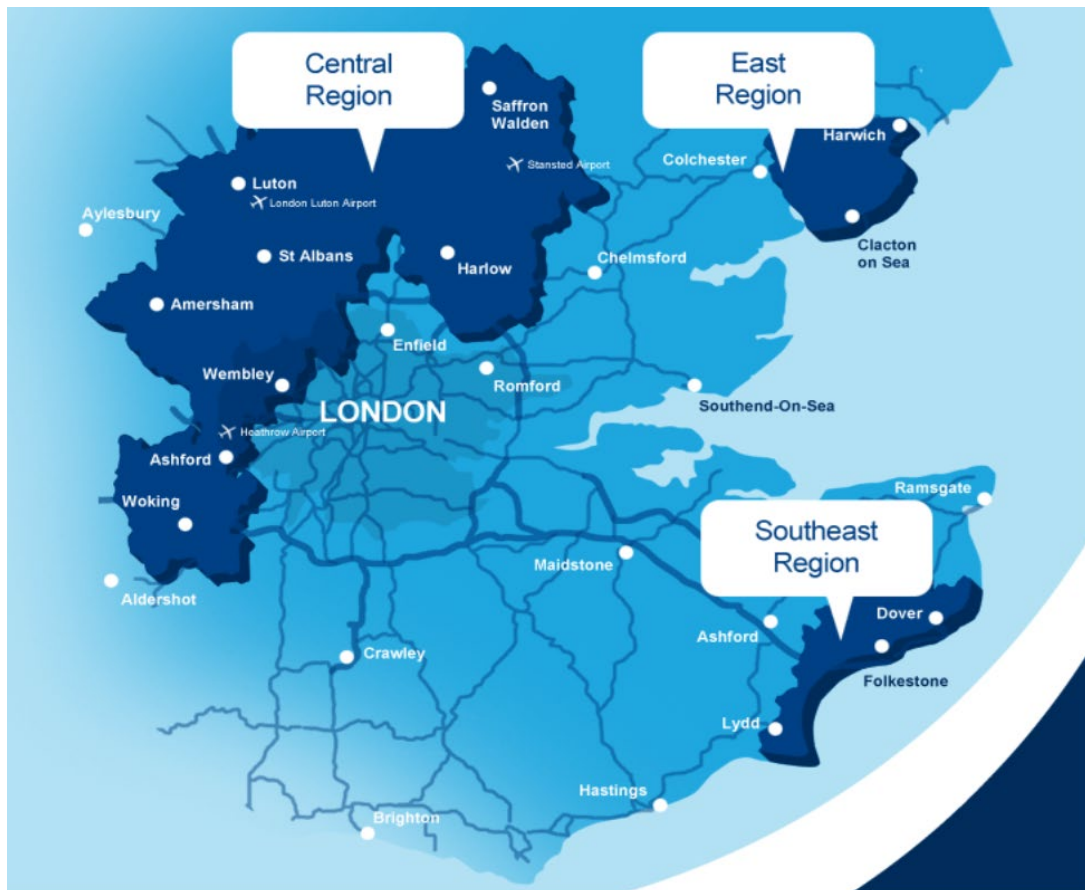 Central
Region
East
Region
Saffron
Walden
Harwich
Stansted Airport
Colchester
Luton
London Luton Airport
Aylesbury
Clacton
on Sea
St Albans
Harlow
Chelmsford
Amersham
Enfield
Wembley
Romford
LONDON
Southend-On-Sea
Heathrow Airport
Ashford
Woking
Ramsgate
Southeast
Region
Maidstone
Aldershot
Dover
Ashford
Crawley
Folkestone
Lydd
Hastings
Brighton